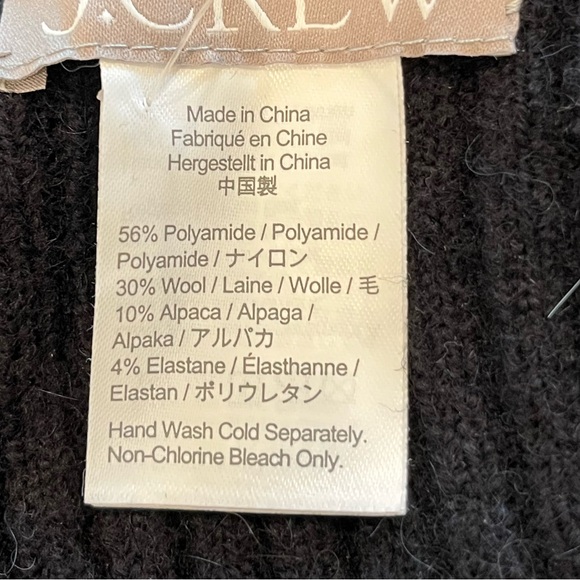 J.CREW
Made in China
Fabriqué en Chine
Hergestellt in China
中国製
56% Polyamide / Polyamide /
Polyamide / ナイロン
30% Wool / Laine / Wolle / 毛
10% Alpaca / Alpaga /
Alpaka / アルパカ
4% Elastane / Élasthanne /
Elastan / ポリウレタン
Hand Wash Cold Separately.
Non-Chlorine Bleach Only.